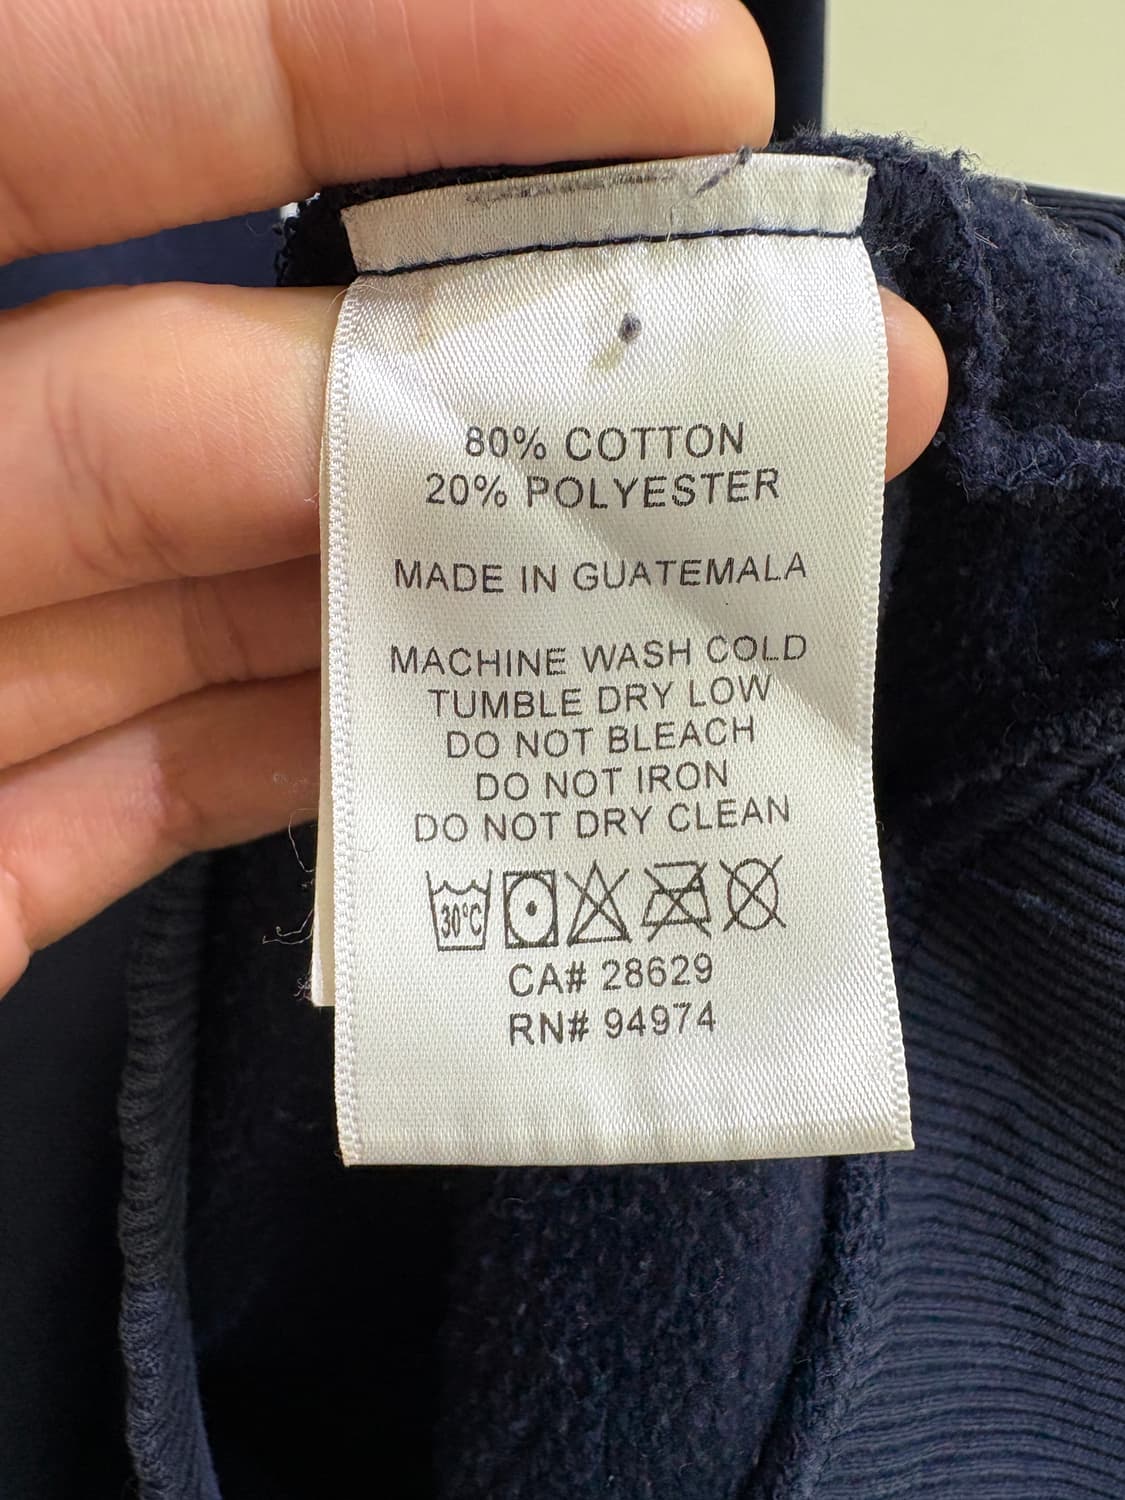 80% COTTON
20% POLYESTER
MADE IN GUATEMALA
MACHINE WASH COLD
TUMBLE DRY LOW
DO NOT BLEACH
DO NOT IRON
DO NOT DRY CLEAN
30°C
CA# 28629
RN# 94974